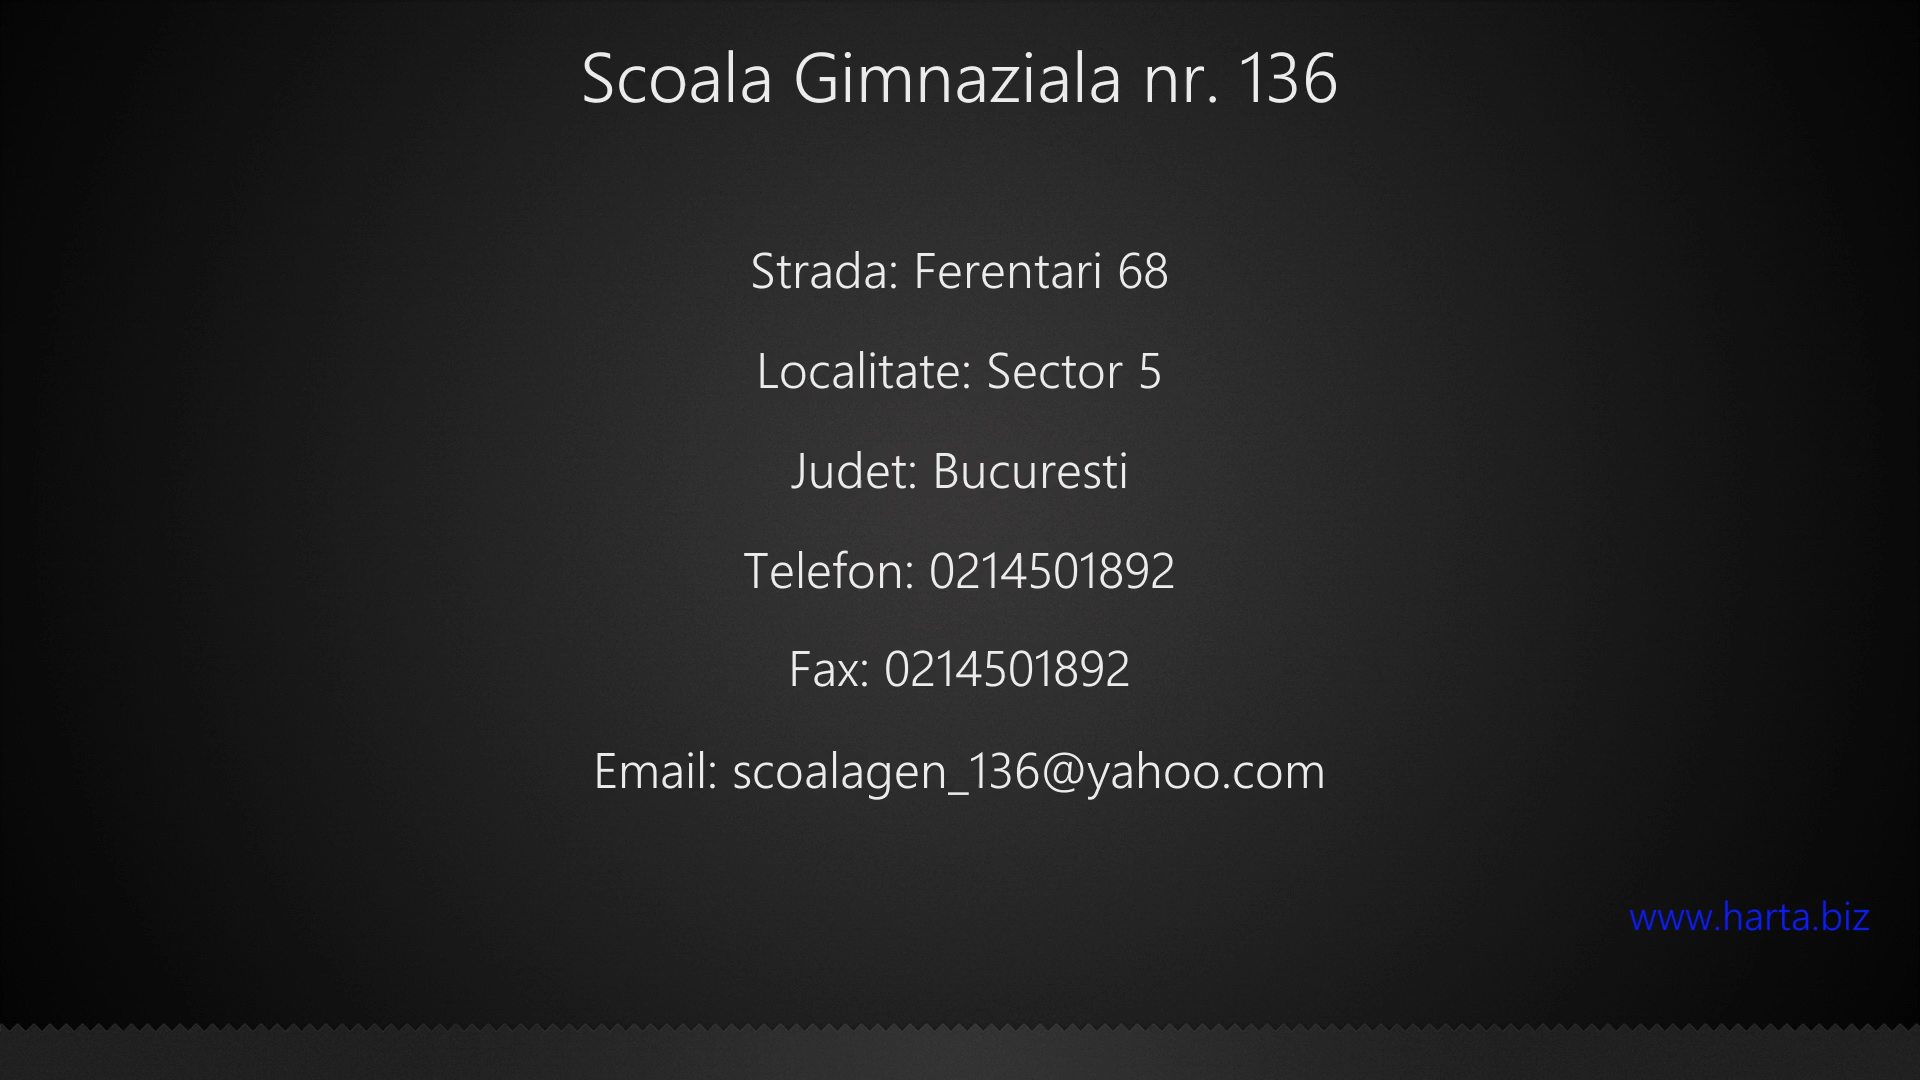 Scoala Gimnaziala nr. 136
Strada: Ferentari 68
Localitate: Sector 5
Judet: Bucuresti
Telefon: 0214501892
Fax: 0214501892
Email: scoalagen_136@yahoo.com
www.harta.biz